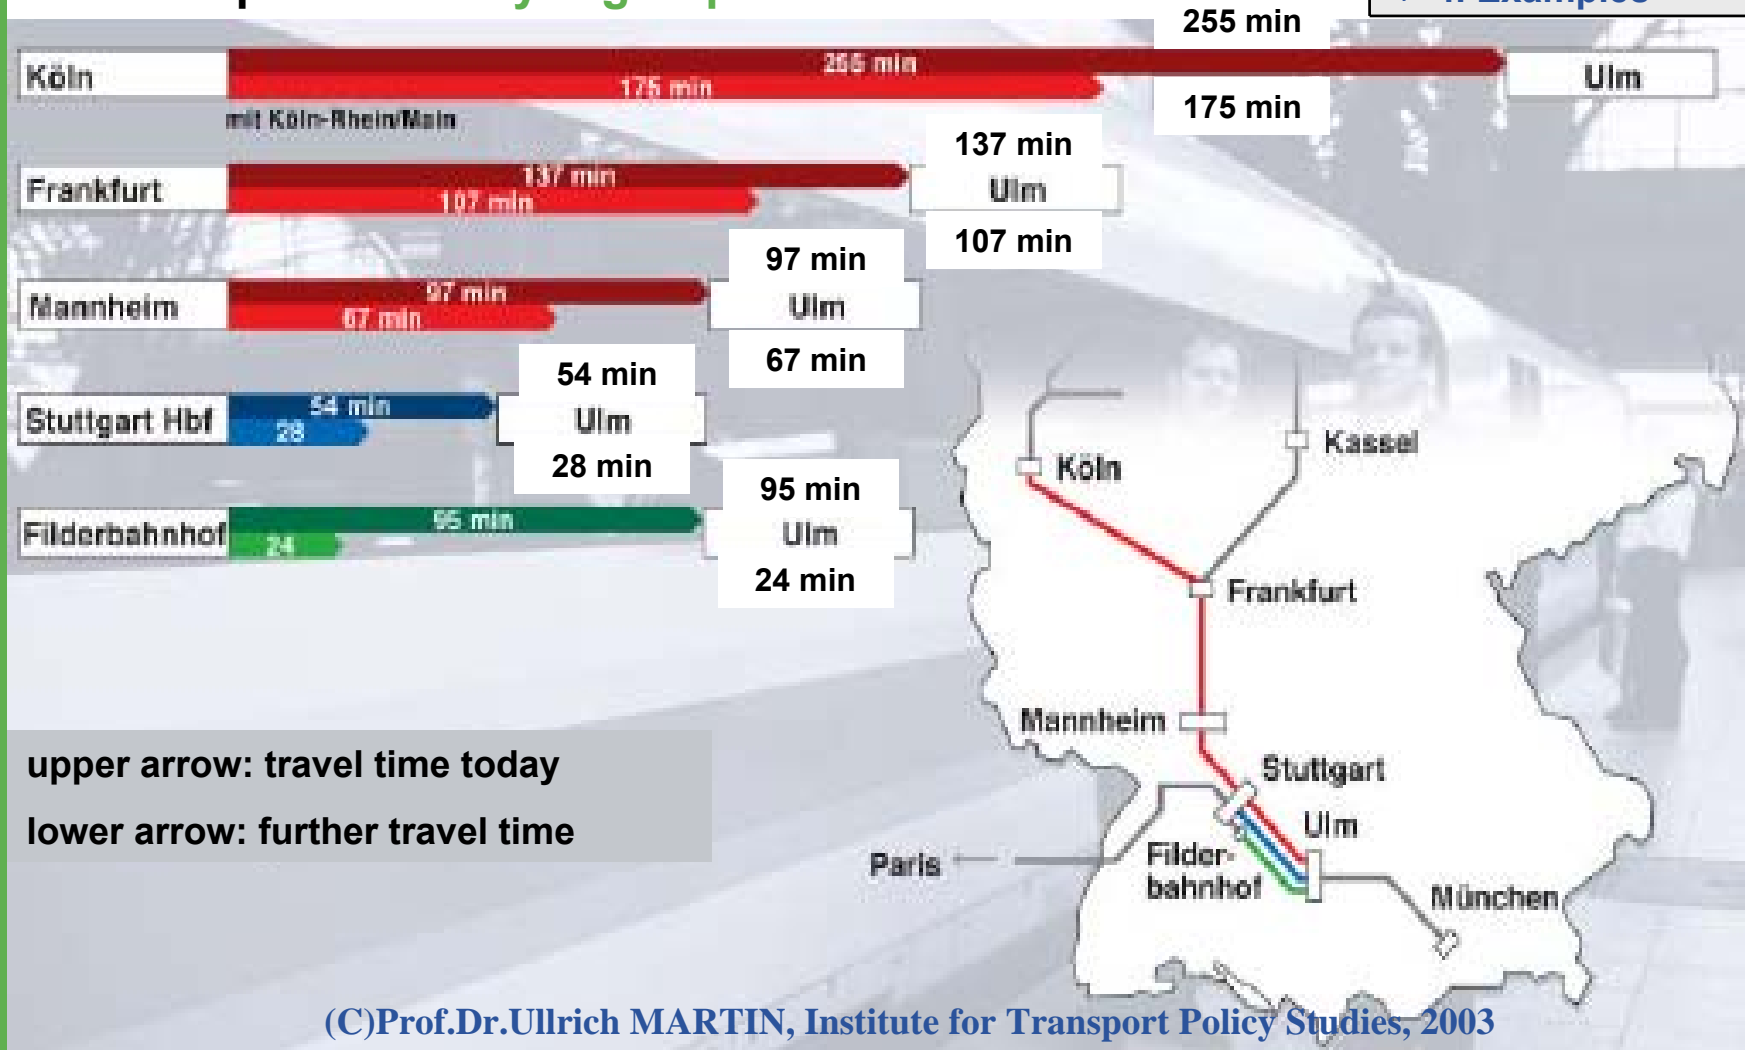 255 min
Köln
255 min
175 min
Ulm
175 min
mit Köln-Rhein/Main
137 min
Frankfurt
137 min
107 min
Ulm
107 min
97 min
Mannheim
97 min
67 min
Ulm
67 min
54 min
Stuttgart Hbf
54 min
28
Ulm
28 min
95 min
Filderbahnhof
95 min
24
Ulm
24 min
Kassel
Köln
Frankfurt
Mannheim
Stuttgart
Ulm
Paris
Filder-
bahnhof
München
upper arrow: travel time today
lower arrow: further travel time
(C)Prof.Dr.Ullrich MARTIN, Institute for Transport Policy Studies, 2003